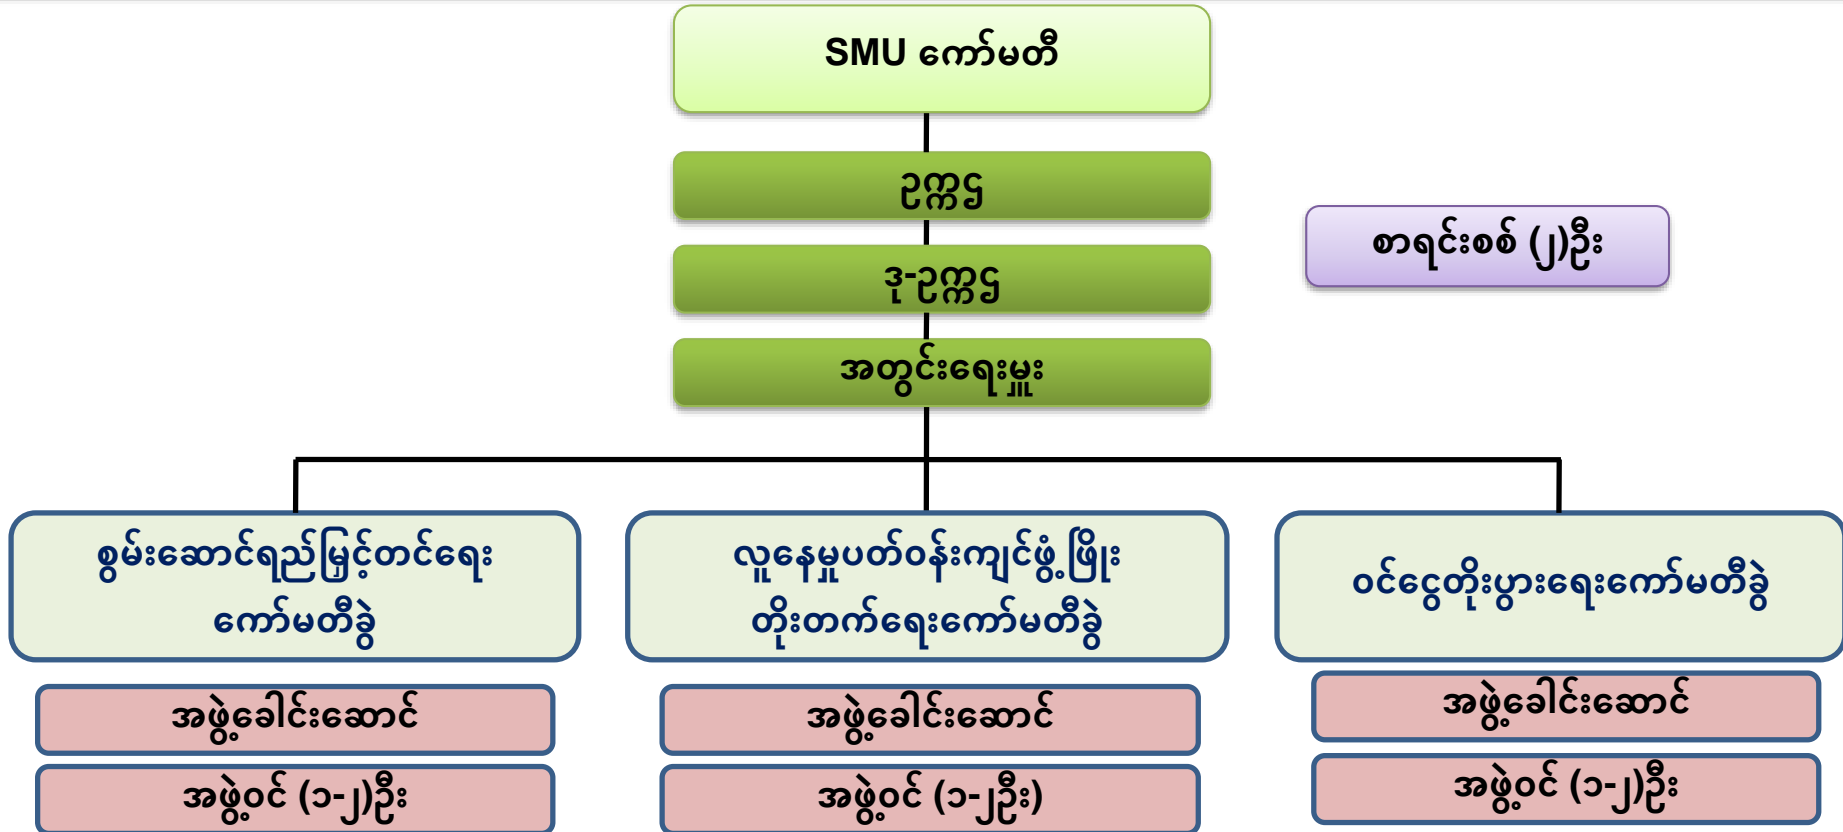 SMU ကော်မတီ
ဥက္ကဌ
ဒု-ဥက္ကဌ
အတွင်းရေးမှူး
စာရင်းစစ် (၂)ဦး
စွမ်းဆောင်ရည်မြှင့်တင်ရေး
ကော်မတီခွဲ
လူနေမှုပတ်ဝန်းကျင်ဖွံ့ဖြိုး
တိုးတက်ရေးကော်မတီခွဲ
ဝင်ငွေတိုးပွားရေးကော်မတီခွဲ
အဖွဲ့ခေါင်းဆောင်
အဖွဲ့ဝင် (၁-၂)ဦး
အဖွဲ့ခေါင်းဆောင်
အဖွဲ့ဝင် (၁-၂ဦး)
အဖွဲ့ခေါင်းဆောင်
အဖွဲ့ဝင် (၁-၂)ဦး